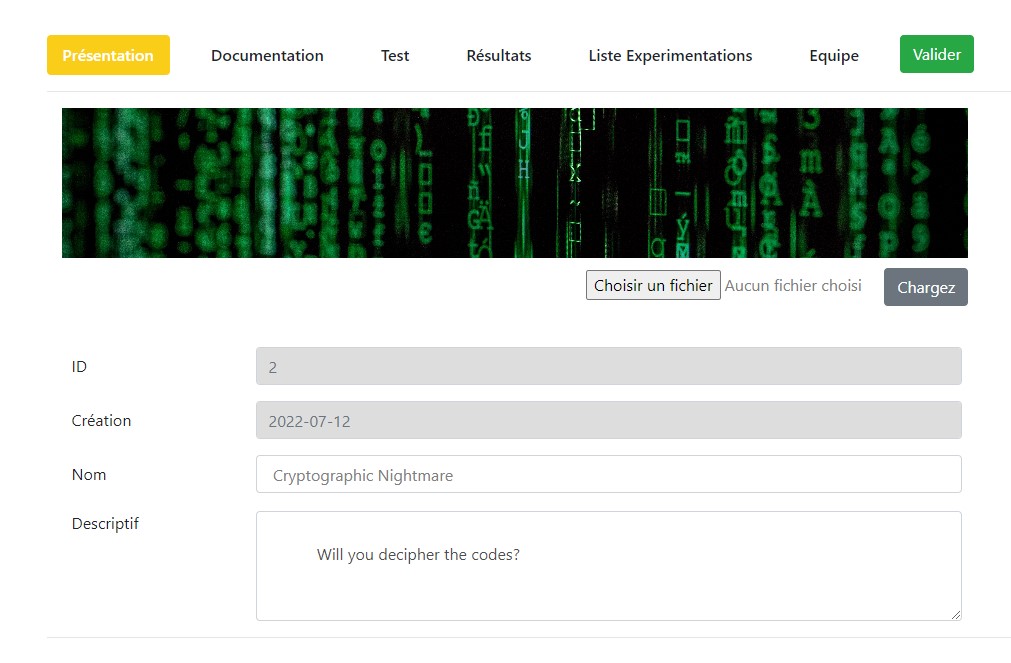 Présentation Documentation Test Résultats Liste Experimentations Equipe Valider
Choisir un fichier Aucun fichier choisi Chargez
ID 2
Création 2022-07-12
Nom Cryptographic Nightmare
Descriptif
Will you decipher the codes?